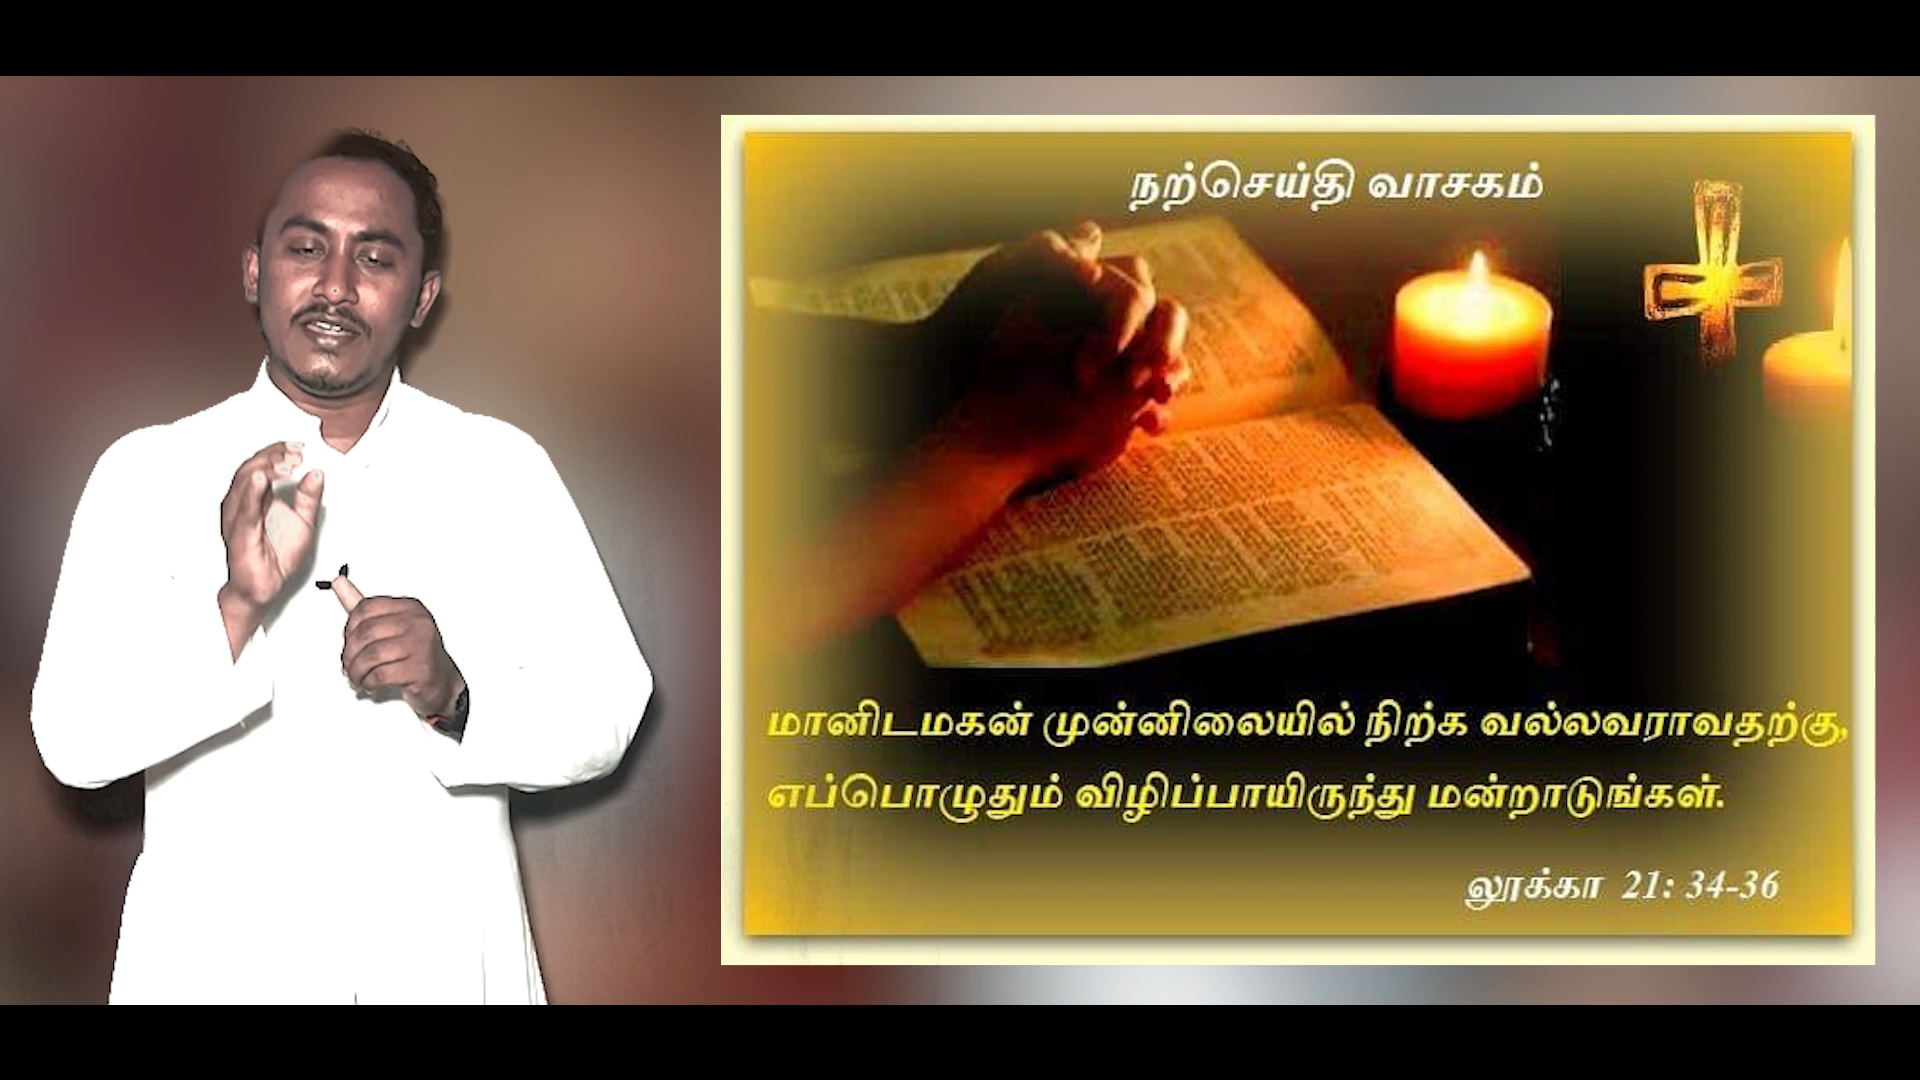 நற்செய்தி வாசகம்
மானிடமகன் முன்னிலையில் நிற்க வல்லவராவதற்கு,
எப்பொழுதும் விழிப்பாயிருந்து மன்றாடுங்கள்.
லூக்கா 21: 34-36